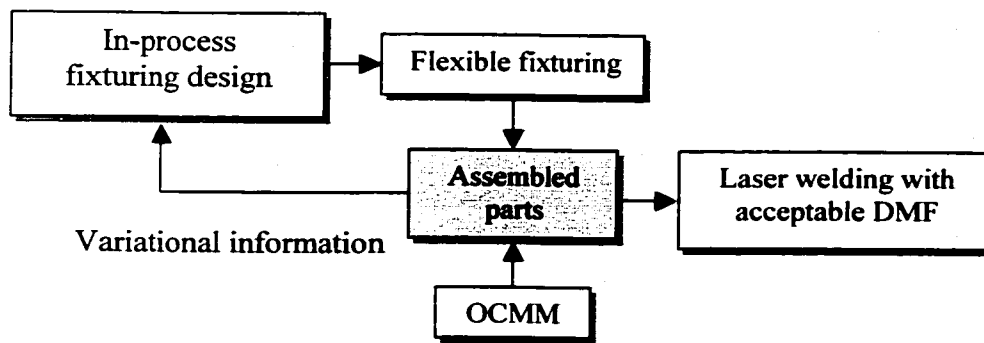 In-process
fixturing design
Flexible fixturing
Assembled
parts
Laser welding with
acceptable DMF
Variational information
OCMM